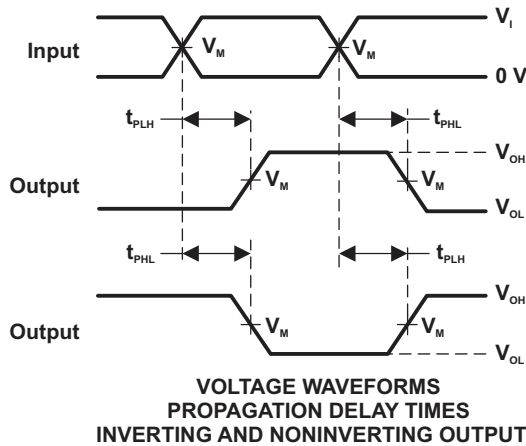 V_I
Input
V_M
V_M
0 V
t_PLH
t_PHL
V_OH
Output
V_M
V_M
V_OL
t_PHL
t_PLH
V_OH
Output
V_M
V_M
V_OL
VOLTAGE WAVEFORMS
PROPAGATION DELAY TIMES
INVERTING AND NONINVERTING OUTPUT